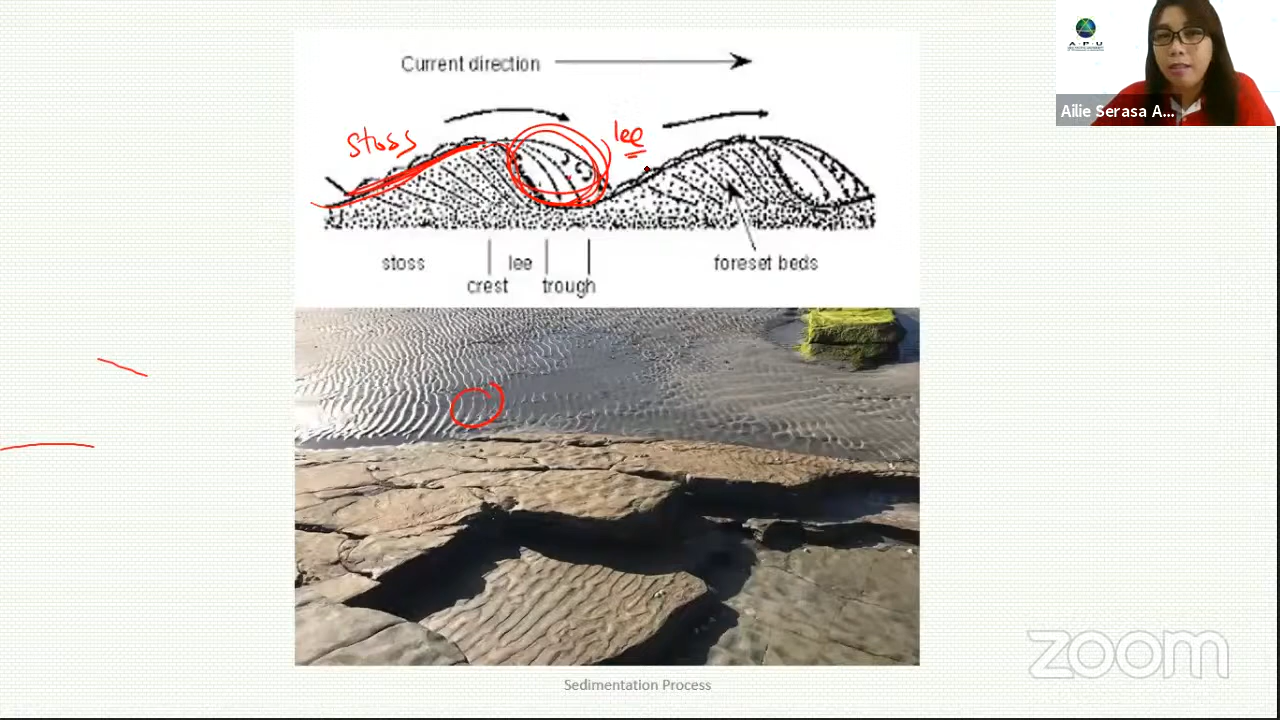 Current direction
stoss
lee
stoss
lee
crest
trough
foreset beds
A P U
Ailie Serasa A...
zoom
Sedimentation Process